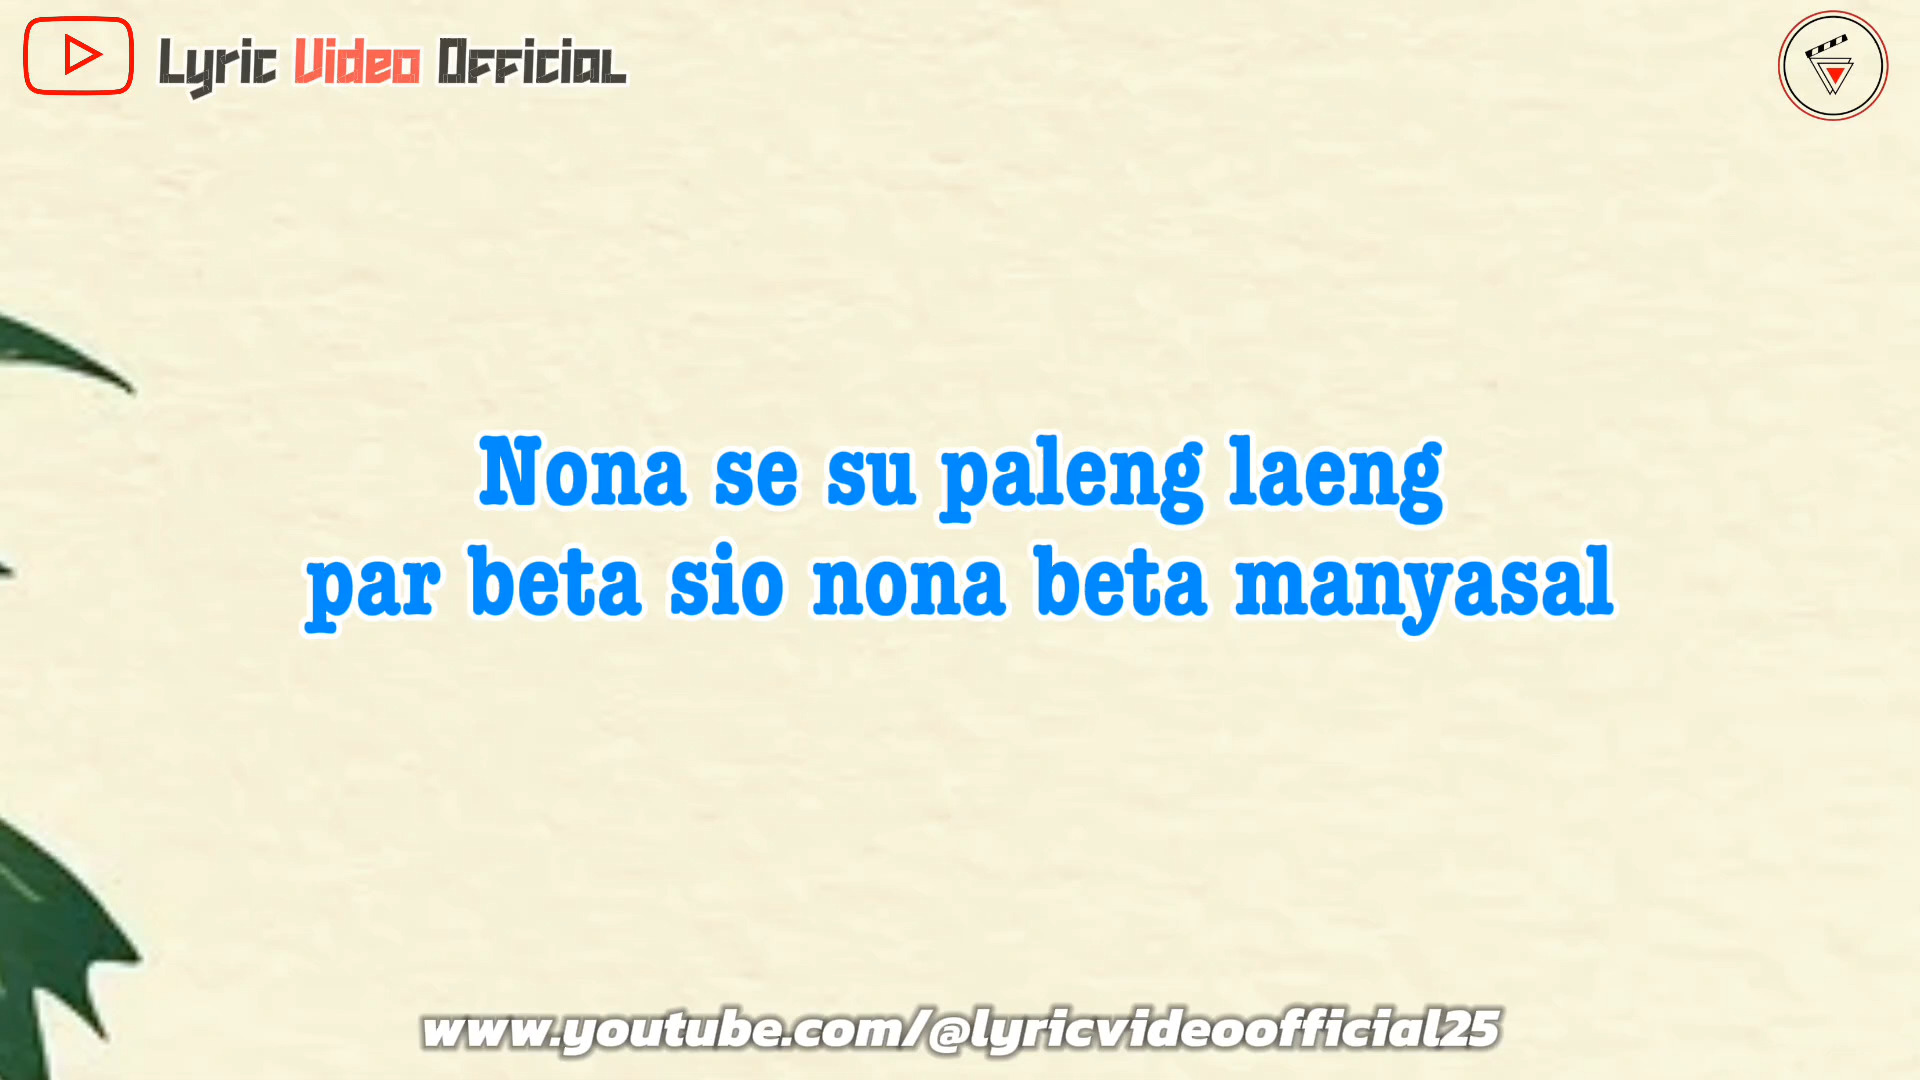 Lyric Video Official
Nona se su paleng laeng
par beta sio nona beta manyasal
www.youtube.com/@lyricvideoofficial25